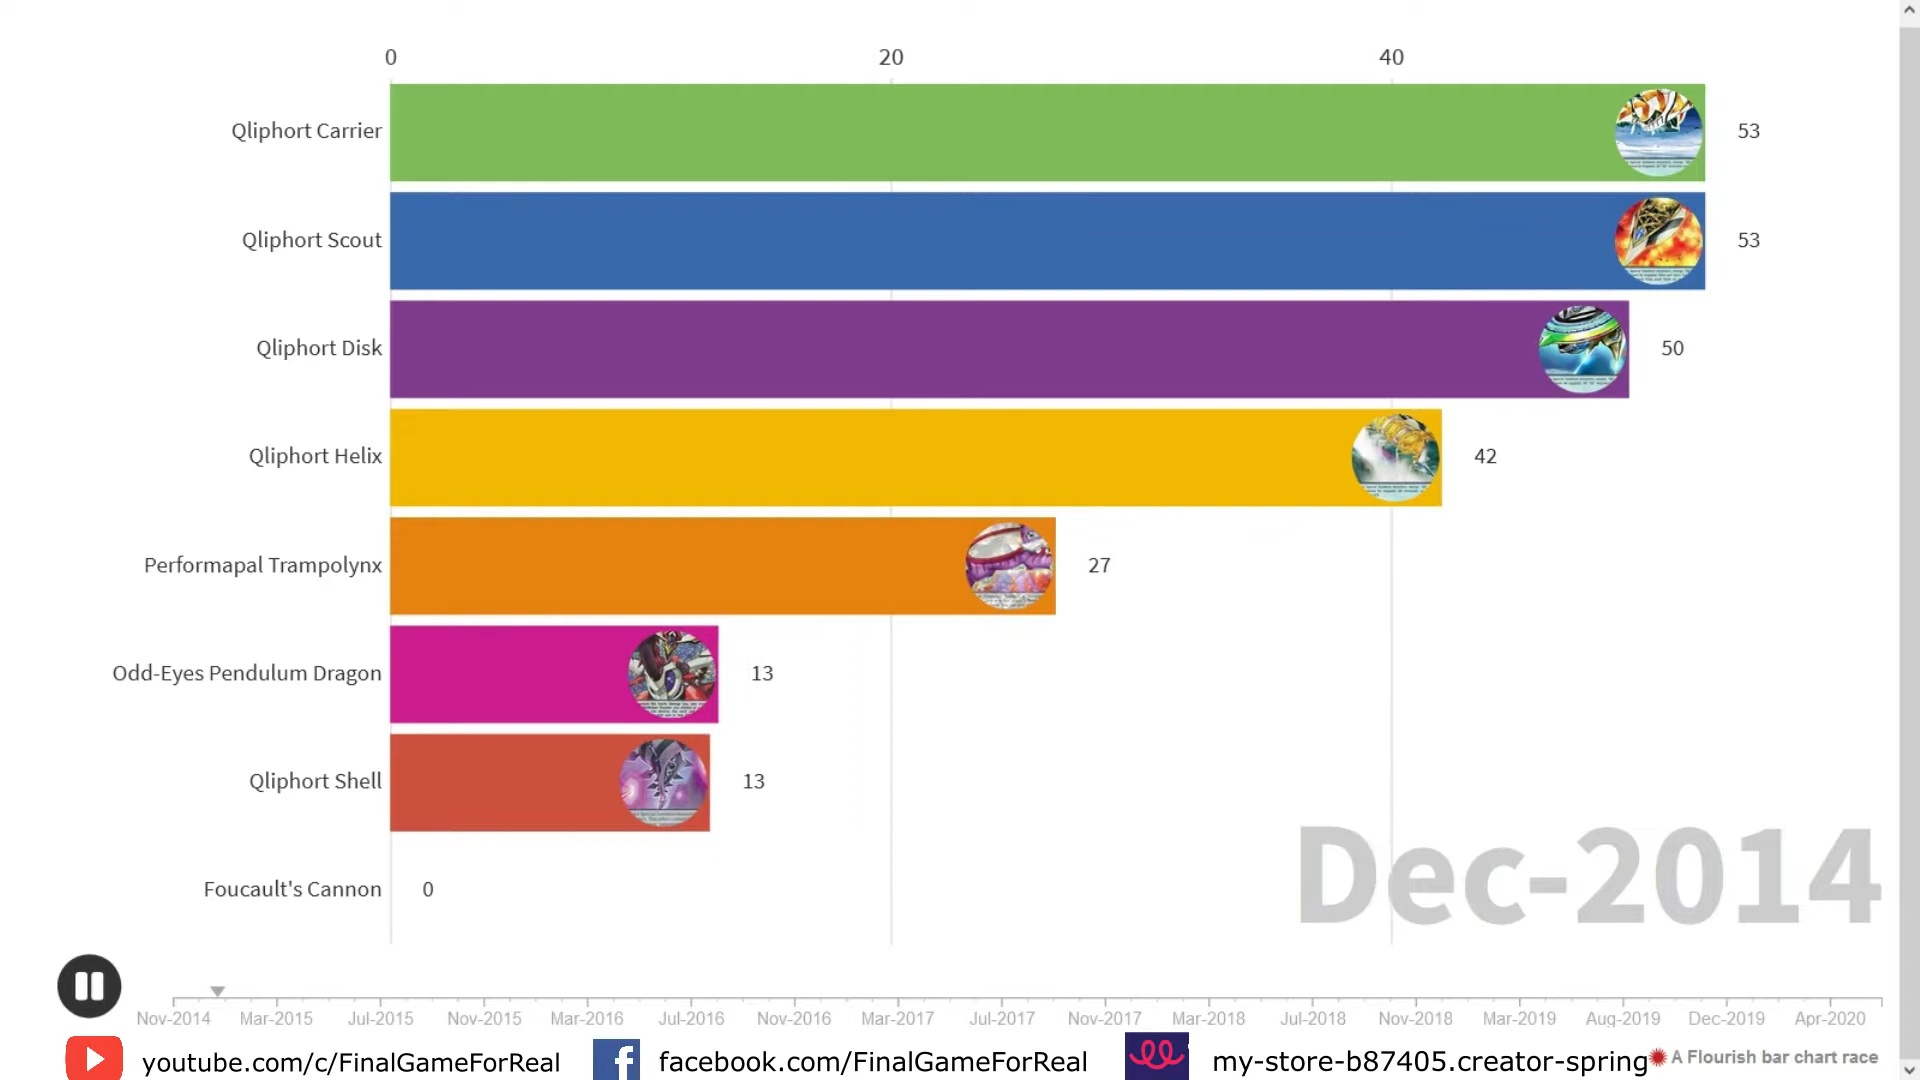 0 20 40
Qliphort Carrier 53
Qliphort Scout 53
Qliphort Disk 50
Qliphort Helix 42
Performapal Trampolynx 27
Odd-Eyes Pendulum Dragon 13
Qliphort Shell 13
Foucault's Cannon 0
Dec-2014
Nov-2014 Mar-2015 Jul-2015 Nov-2015 Mar-2016 Jul-2016 Nov-2016 Mar-2017 Jul-2017 Nov-2017 Mar-2018 Jul-2018 Nov-2018 Mar-2019 Aug-2019 Dec-2019 Apr-2020
youtube.com/c/FinalGameForReal facebook.com/FinalGameForReal my-store-b87405.creator-spring A Flourish bar chart race